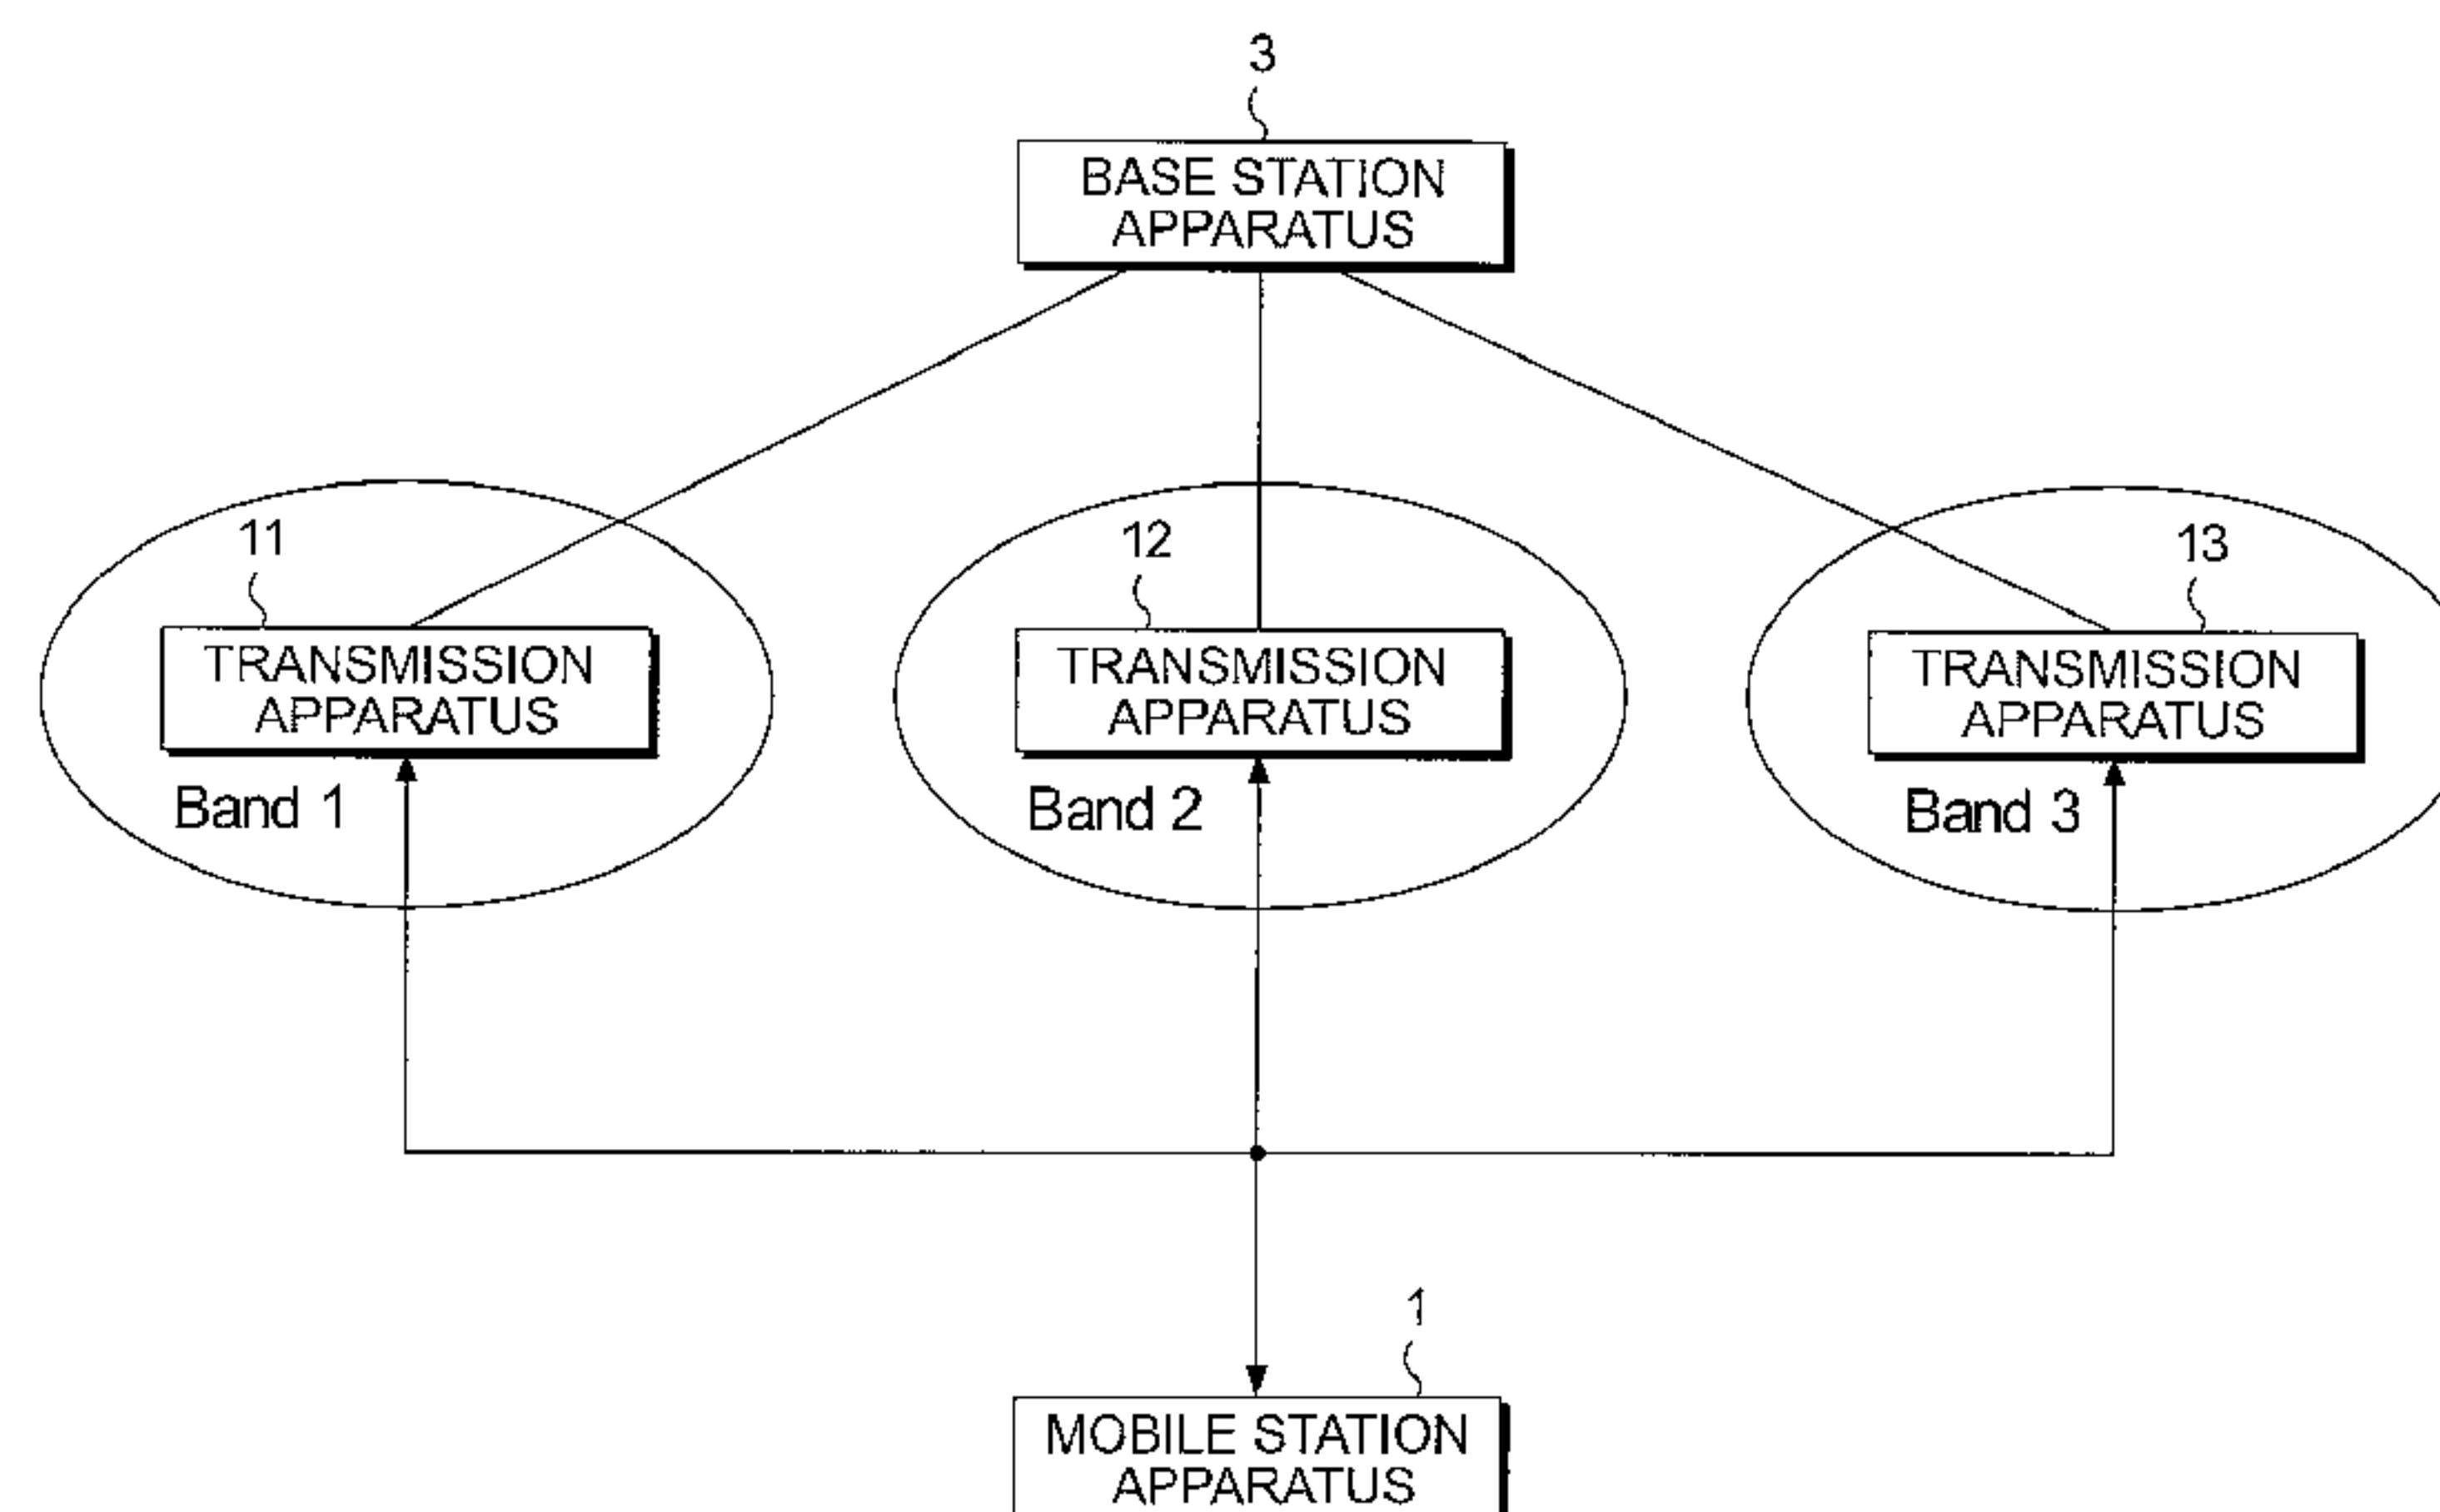 3
BASE STATION
APPARATUS
11
12
13
TRANSMISSION
APPARATUS
TRANSMISSION
APPARATUS
TRANSMISSION
APPARATUS
Band 1
Band 2
Band 3
1
MOBILE STATION
APPARATUS